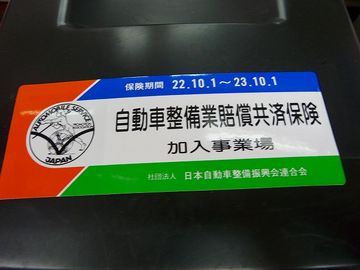 保険期間 22.10.1~23.10.1
自動車整備業賠償共済保険
加入事業場
社団法人 日本自動車整備振興会連合会
AUTOMOBILE SERVICE
JAPAN